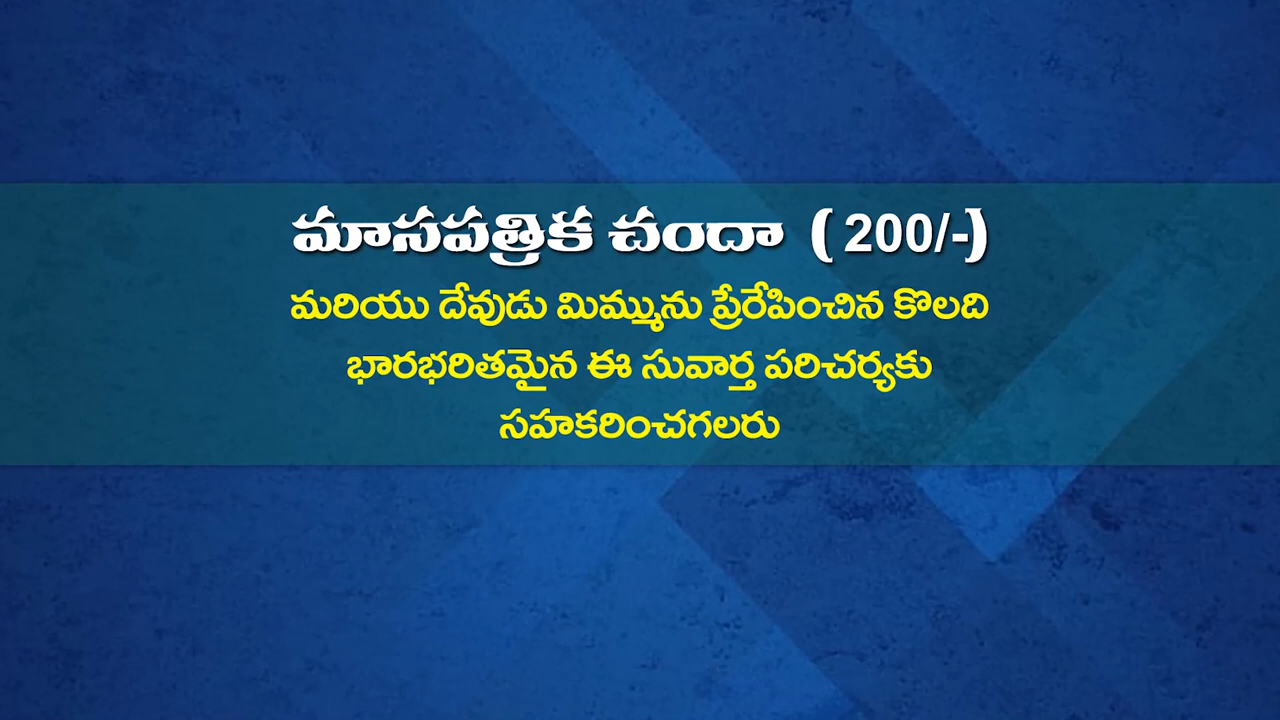 మాసపత్రిక చందా ( 200/-)
మరియు దేవుడు మిమ్మును ప్రేరేపించిన కొలది
భారభరితమైన ఈ సువార్త పరిచర్యకు
సహకరించగలరు